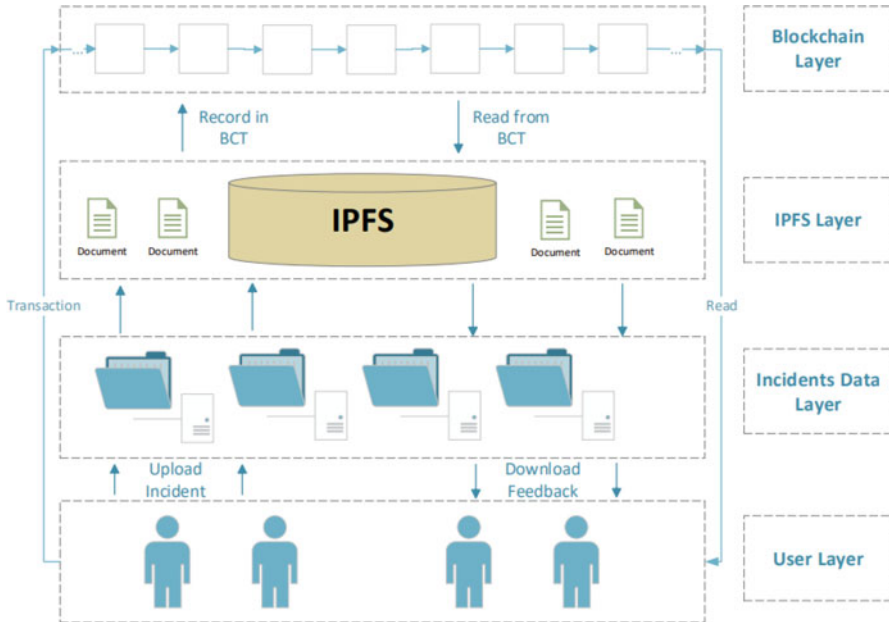 ... ...
Blockchain
Layer
Record in
BCT
Read from
BCT
IPFS
Document
Document
Document
Document
IPFS Layer
Transaction
Read
Incidents Data
Layer
Upload
Incident
Download
Feedback
User Layer